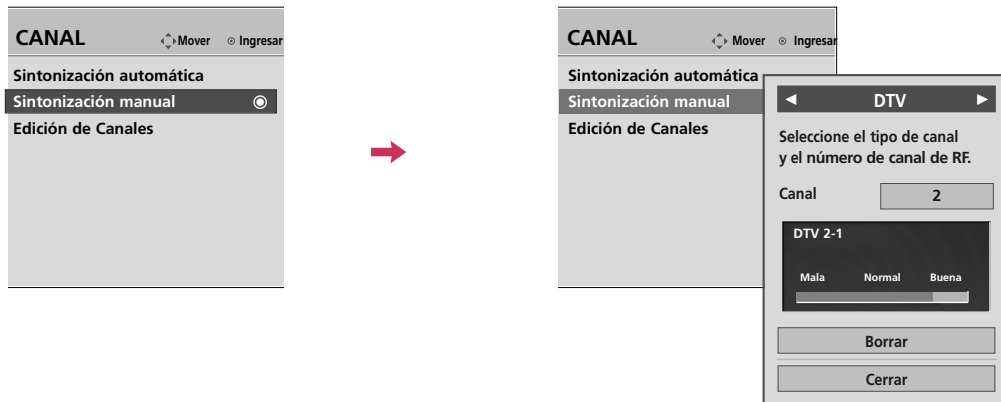 CANAL
Mover
Ingresar
Sintonización automática
Sintonización manual
Edición de Canales
CANAL
Mover
Ingresar
Sintonización automática
Sintonización manual
Edición de Canales
DTV
Seleccione el tipo de canal
y el número de canal de RF.
Canal 2
DTV 2-1
Mala Normal Buena
Borrar
Cerrar